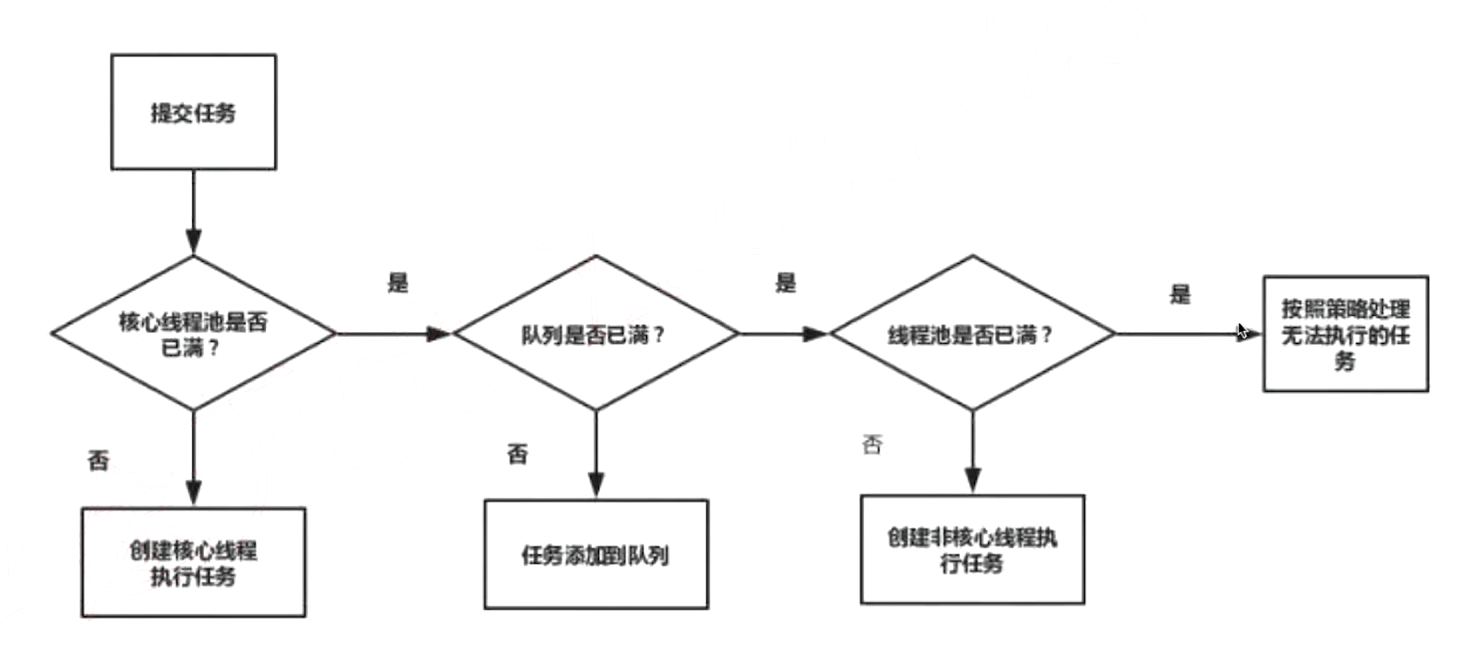 提交任务
核心线程池是否
已满？
是
队列是否已满？
是
线程池是否已满？
是
按照策略处理
无法执行的任
务
否
创建核心线程
执行任务
否
任务添加到队列
否
创建非核心线程执
行任务